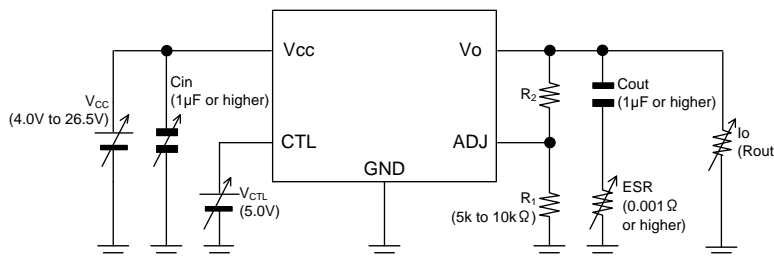 Vcc
Vo
CTL
ADJ
GND
VCC
(4.0V to 26.5V)
Cin
(1µF or higher)
VCTL
(5.0V)
R2
R1
(5k to 10kΩ)
Cout
(1µF or higher)
ESR
(0.001Ω
or higher)
Io
(Rout